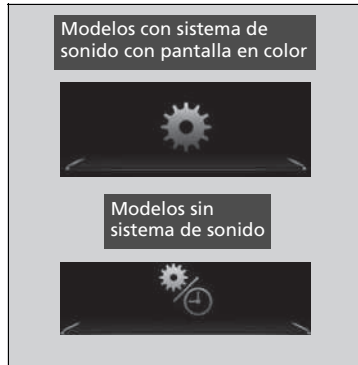 Modelos con sistema de
sonido con pantalla en color
Modelos sin
sistema de sonido